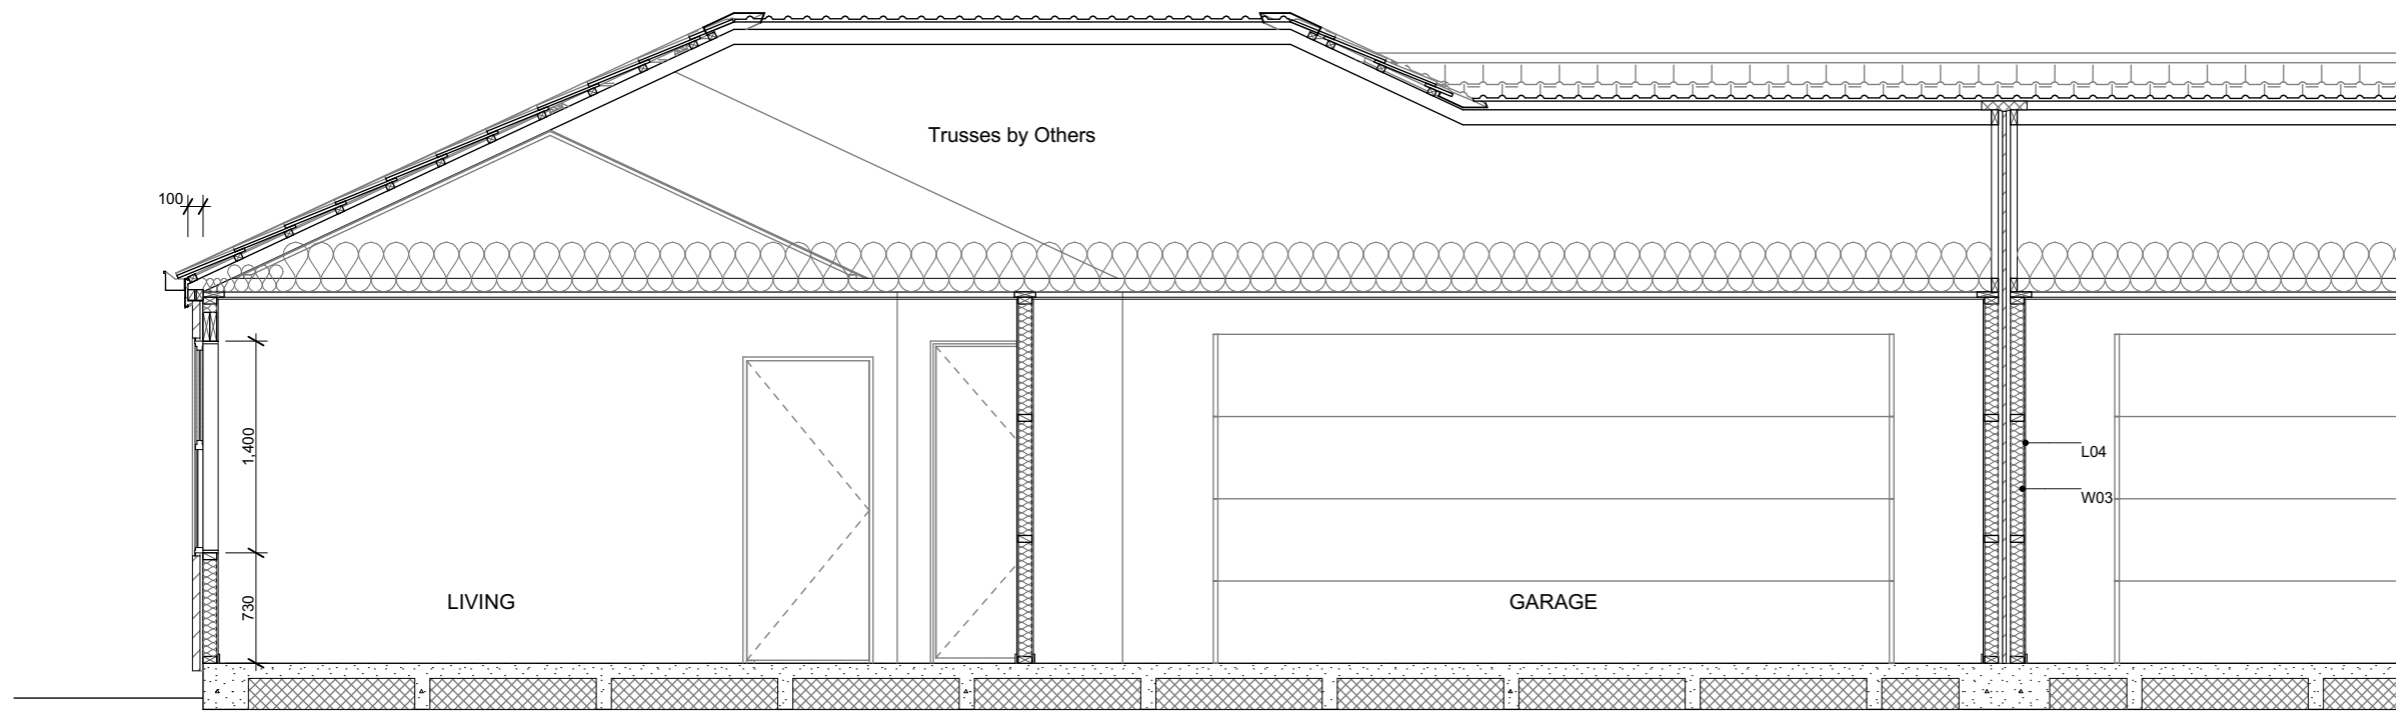 Trusses by Others
100
1,400
L04
W03
730
LIVING
GARAGE